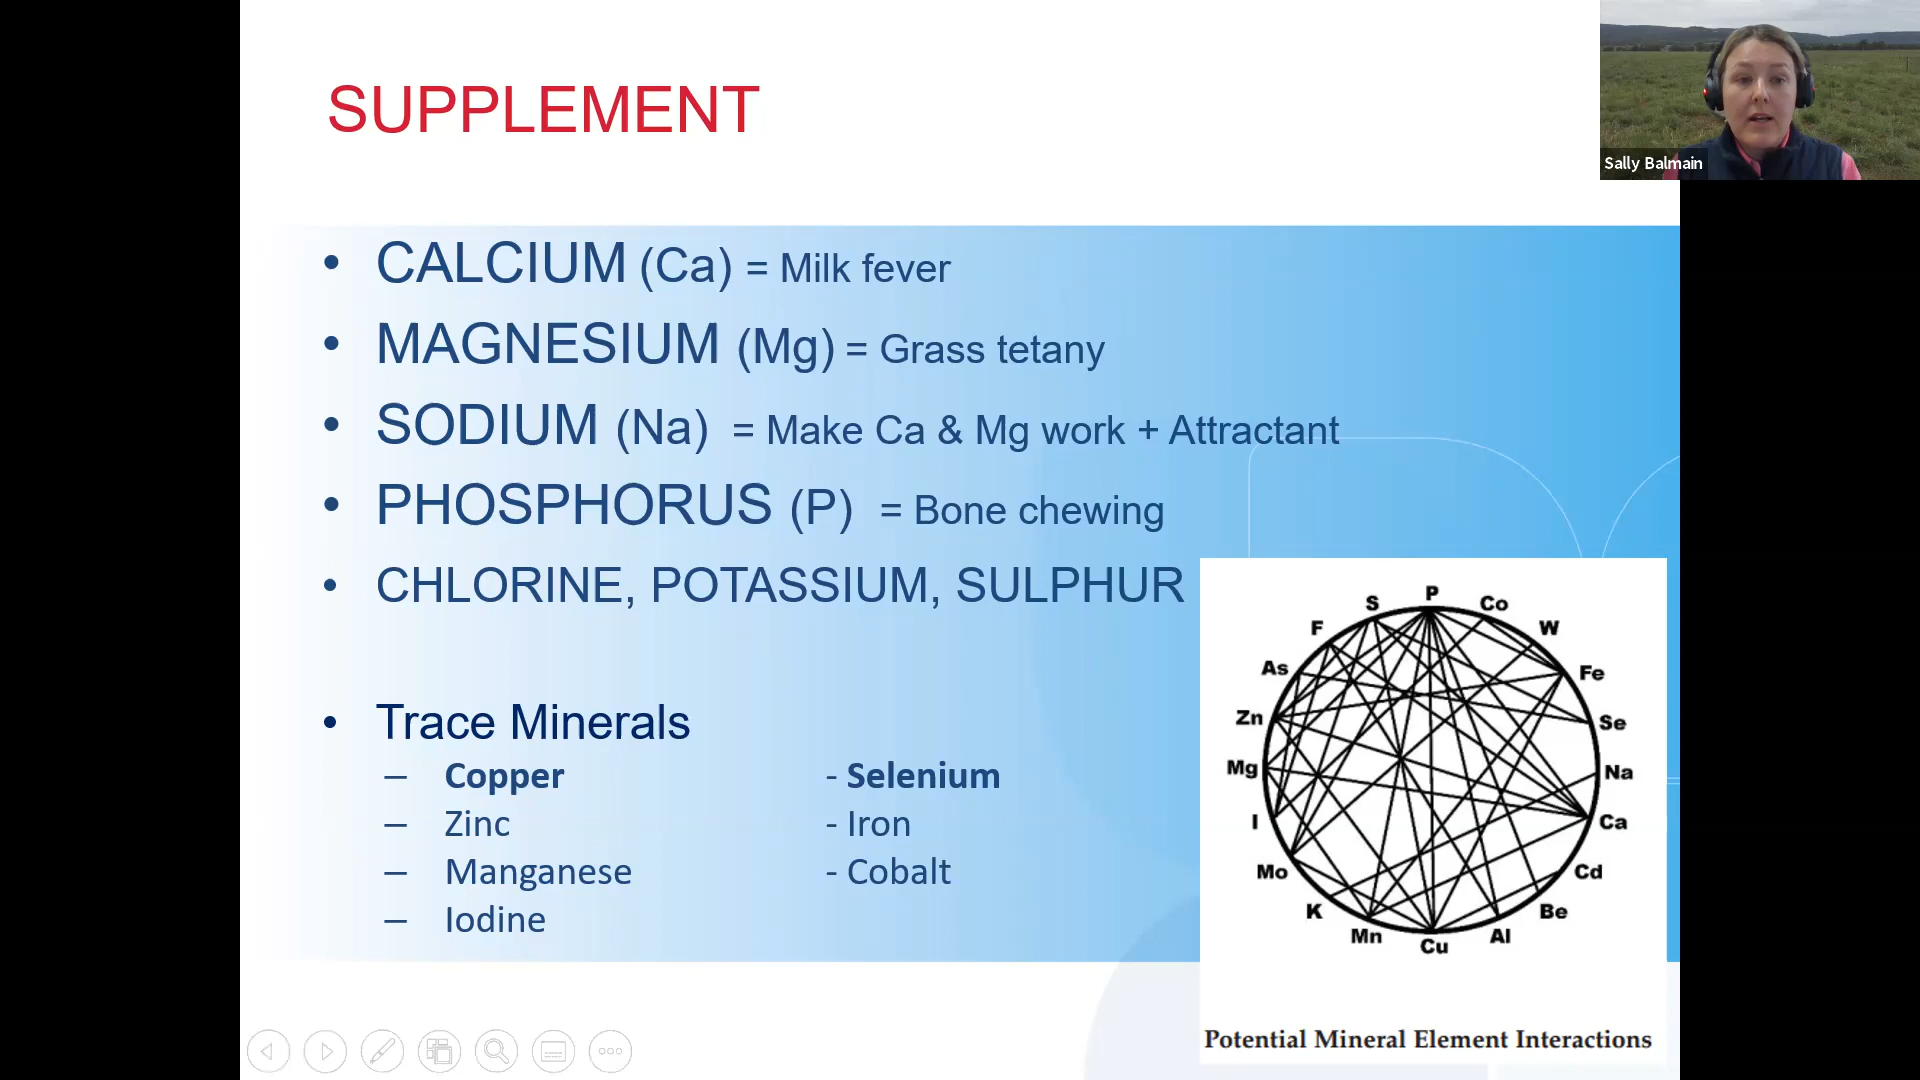 SUPPLEMENT
Sally Balmain
• CALCIUM (Ca) = Milk fever
• MAGNESIUM (Mg) = Grass tetany
• SODIUM (Na) = Make Ca & Mg work + Attractant
• PHOSPHORUS (P) = Bone chewing
• CHLORINE, POTASSIUM, SULPHUR
• Trace Minerals
– Copper - Selenium
– Zinc - Iron
– Manganese - Cobalt
– Iodine
P
S Co
F W
As Fe
Zn Se
Mg Na
I Ca
Mo Cd
K Be
Mn Al
Cu
Potential Mineral Element Interactions